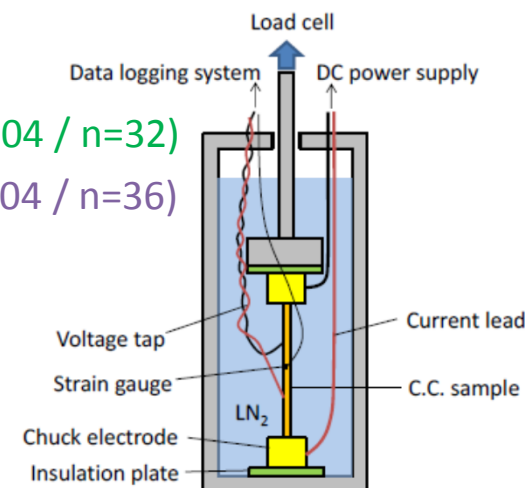 Load cell
Data logging system
DC power supply
04 / n=32)
04 / n=36)
Voltage tap
Current lead
Strain gauge
C.C. sample
LN₂
Chuck electrode
Insulation plate